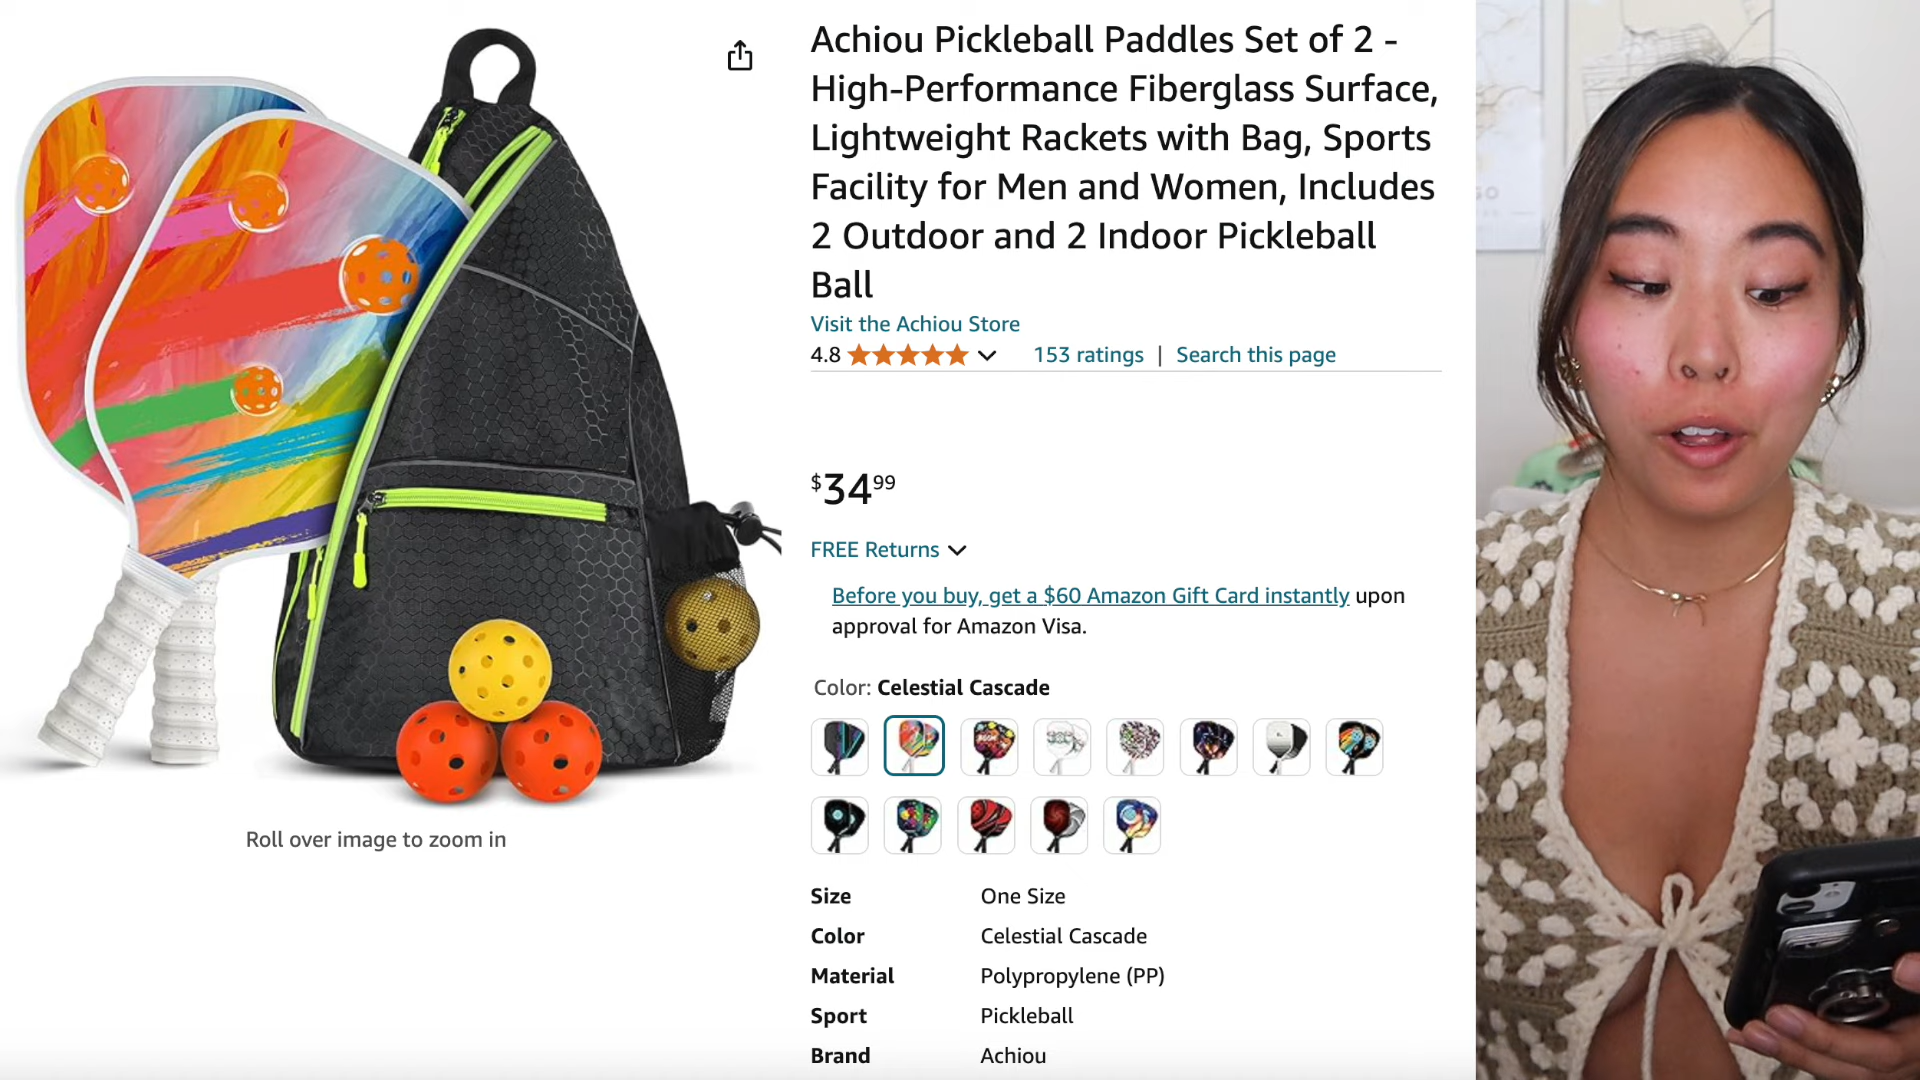 Achiou Pickleball Paddles Set of 2 -
High-Performance Fiberglass Surface,
Lightweight Rackets with Bag, Sports
Facility for Men and Women, Includes
2 Outdoor and 2 Indoor Pickleball
Ball
Visit the Achiou Store
4.8 153 ratings | Search this page
$34.99
FREE Returns
Before you buy, get a $60 Amazon Gift Card instantly upon
approval for Amazon Visa.
Color: Celestial Cascade
Roll over image to zoom in
Size One Size
Color Celestial Cascade
Material Polypropylene (PP)
Sport Pickleball
Brand Achiou